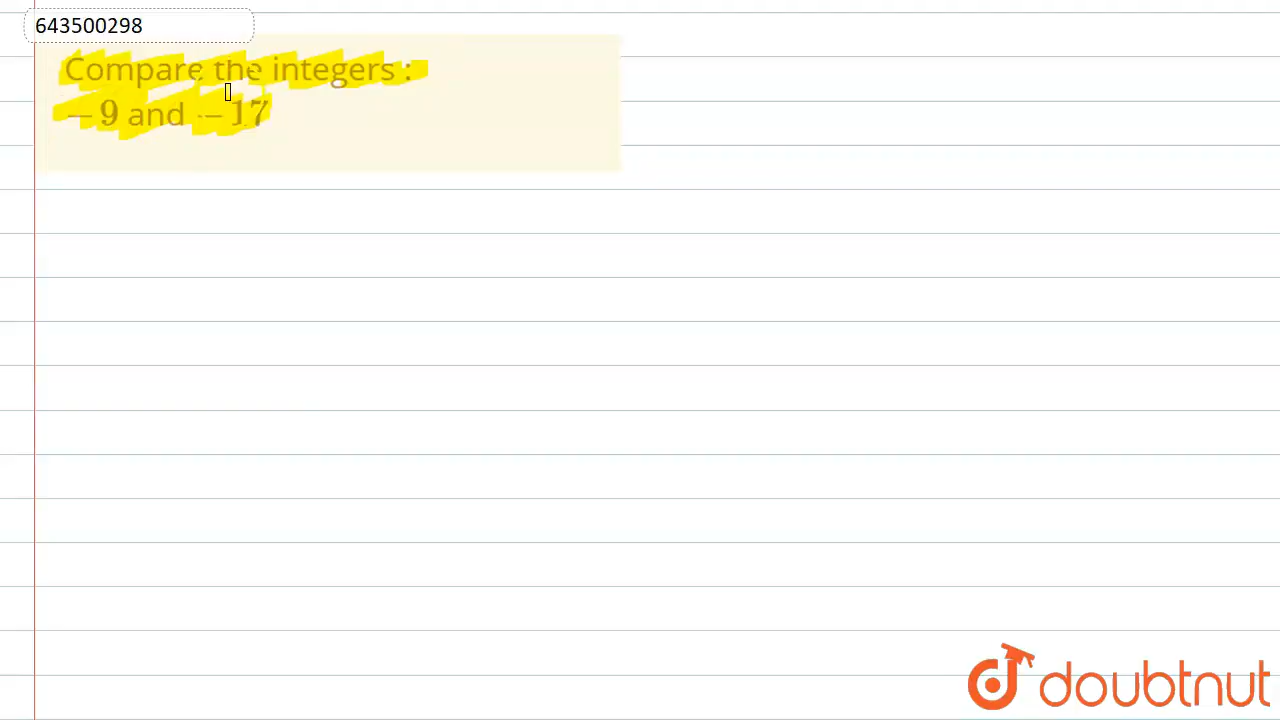 643500298
Compare the integers :
−9 and −17
doubtnut